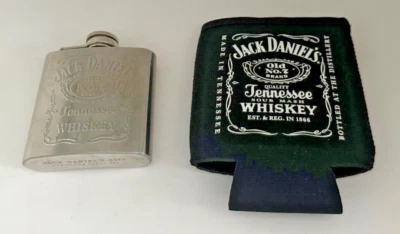 JACK DANIEL'S
Tennessee
WHISKEY
JACK DANIEL'S
Old
No. 7
BRAND
QUALITY
Tennessee
SOUR MASH
WHISKEY
EST. & REG. IN 1866
MADE IN TENNESSEE
BOTTLED AT THE DISTILLERY